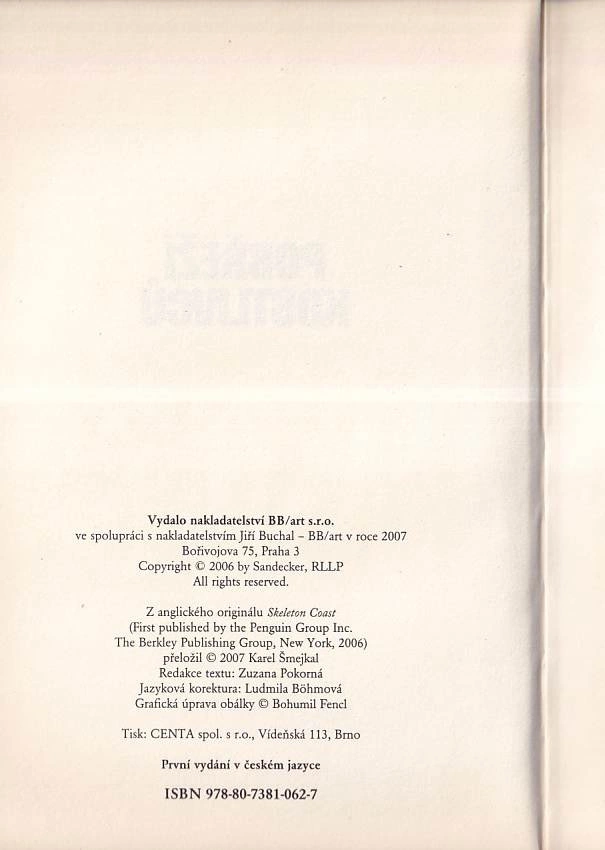 Vydalo nakladatelství BB/art s.r.o.
ve spolupráci s nakladatelstvím Jiří Buchal – BB/art v roce 2007
Bořivojova 75, Praha 3
Copyright © 2006 by Sandecker, RLLP
All rights reserved.
Z anglického originálu Skeleton Coast
(First published by the Penguin Group Inc.
The Berkley Publishing Group, New York, 2006)
přeložil © 2007 Karel Šmejkal
Redakce textu: Zuzana Pokorná
Jazyková korektura: Ludmila Böhmová
Grafická úprava obálky © Bohumil Fencl
Tisk: CENTA spol. s r.o., Vídeňská 113, Brno
První vydání v českém jazyce
ISBN 978-80-7381-062-7